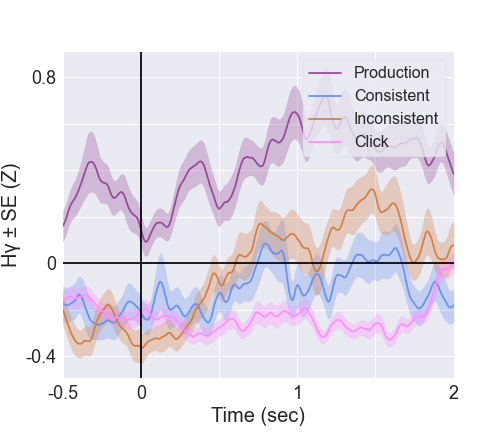 Production
Consistent
Inconsistent
Click
Hγ ± SE (Z)
0.8
0
-0.4
-0.5
0
1
2
Time (sec)